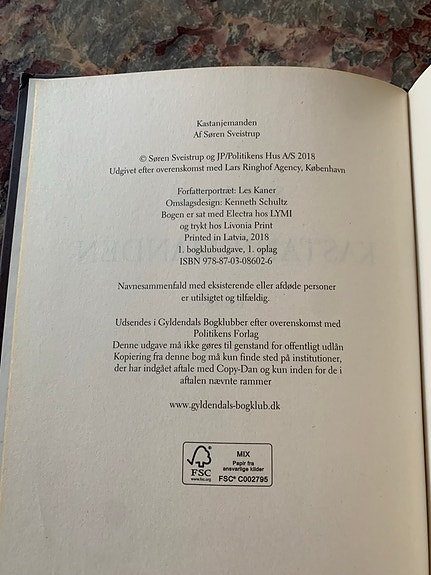 Kastanjemanden
Af Søren Sveistrup
© Søren Sveistrup og JP/Politikens Hus A/S 2018
Udgivet efter overenskomst med Lars Ringhof Agency, København
Forfatterportræt: Les Kaner
Omslagsdesign: Kenneth Schultz
Bogen er sat med Electra hos LYMI
og trykt hos Livonia Print
Printed in Latvia, 2018
1. bogklubudgave, 1. oplag
ISBN 978-87-03-08602-6
Navnesammenfald med eksisterende eller afdøde personer
er utilsigtet og tilfældig.
Udsendes i Gyldendals Bogklubber efter overenskomst med
Politikens Forlag
Denne udgave må ikke gøres til genstand for offentligt udlån
Kopiering fra denne bog må kun finde sted på institutioner,
der har indgået aftale med Copy-Dan og kun inden for de i
aftalen nævnte rammer
www.gyldendals-bogklub.dk
FSC
www.fsc.org
MIX
Papir fra
ansvarlige kilder
FSC® C002795